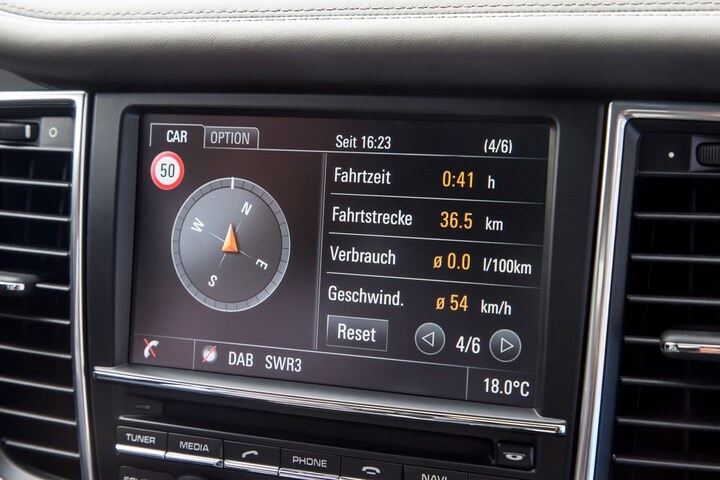 CAR OPTION Seit 16:23 (4/6)
50
N
W
E
S
Fahrtzeit 0:41 h
Fahrtstrecke 36.5 km
Verbrauch ø 0.0 l/100km
Geschwind. ø 54 km/h
Reset 4/6
DAB SWR3
18.0°C
TUNER MEDIA PHONE